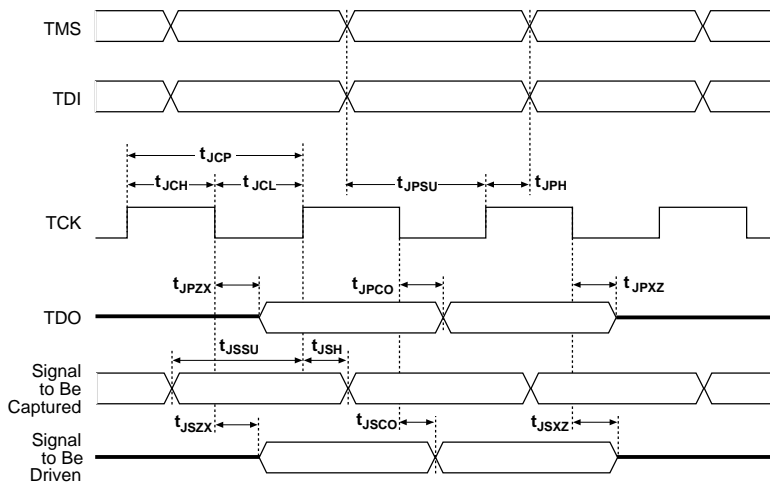 TMS
TDI
tJCP
tJCH
tJCL
tJPSU
tJPH
TCK
tJPZX
tJPCO
tJPXZ
TDO
tJSSU
tJSH
Signal
to Be
Captured
tJSZX
tJSCO
tJSXZ
Signal
to Be
Driven